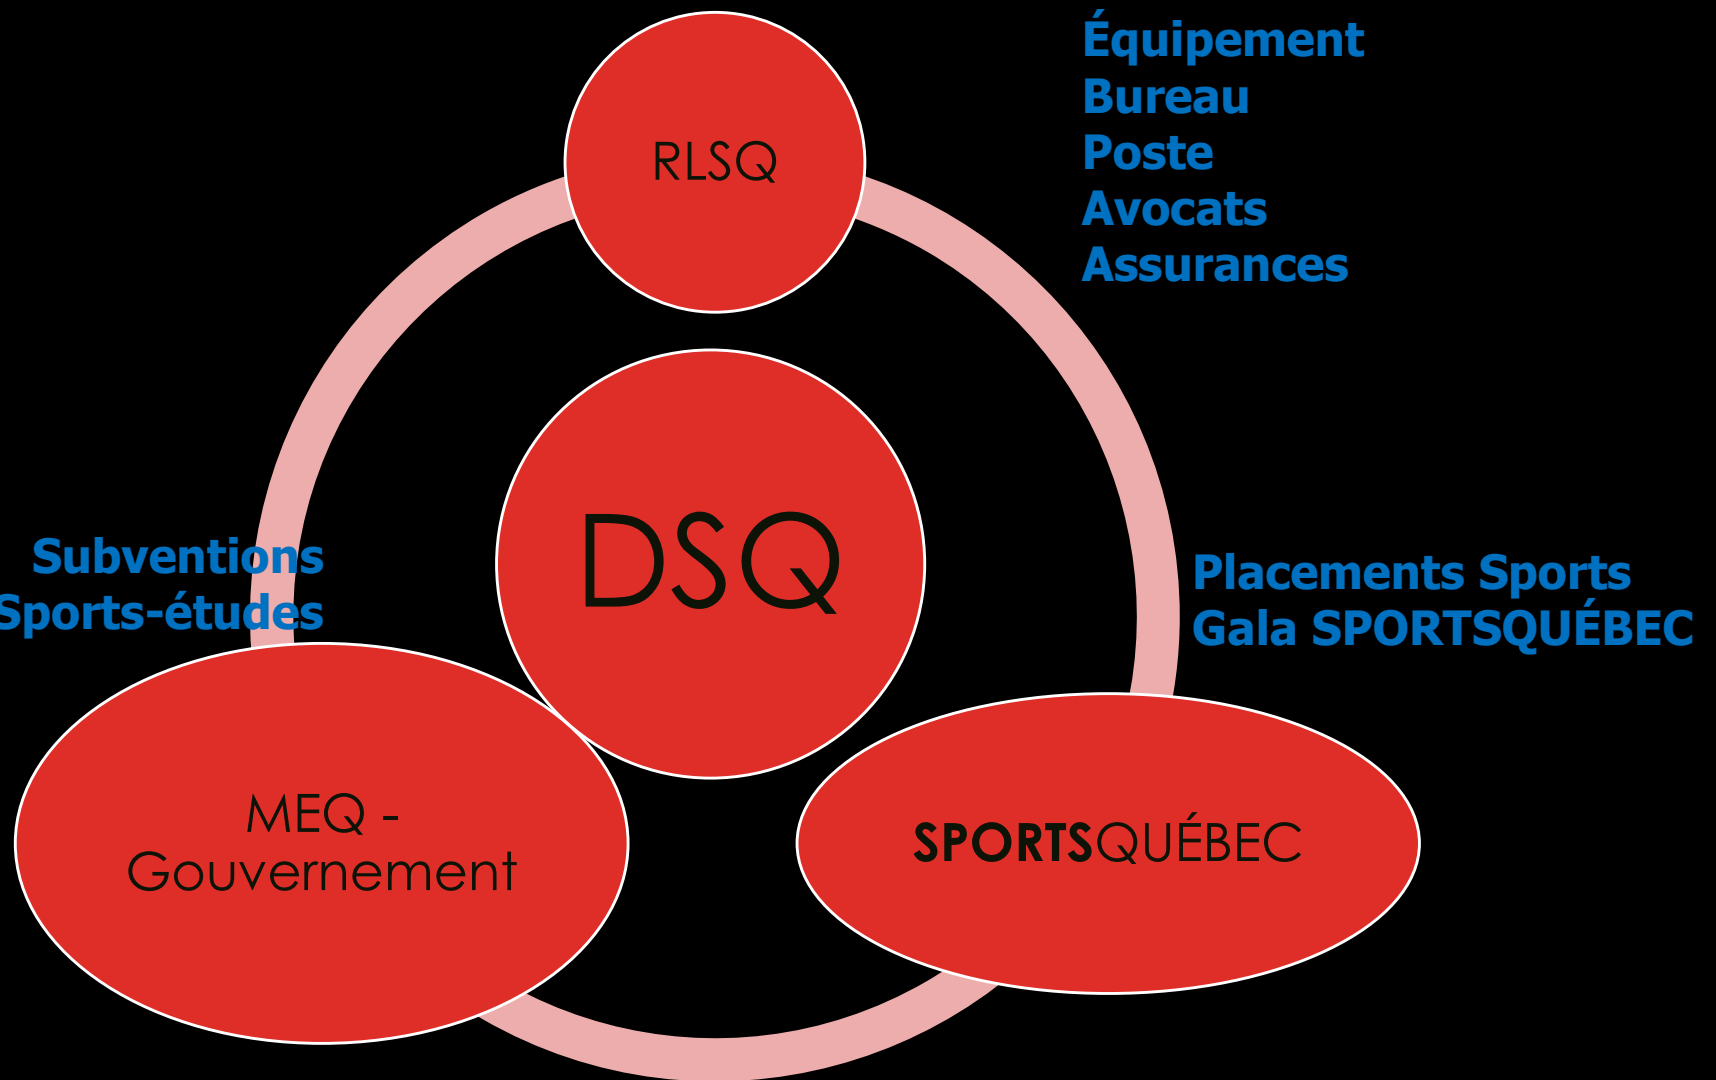 RLSQ
Équipement
Bureau
Poste
Avocats
Assurances
DSQ
Subventions
Sports-études
Placements Sports
Gala SPORTSQUÉBEC
MEQ -
Gouvernement
SPORTSQUÉBEC